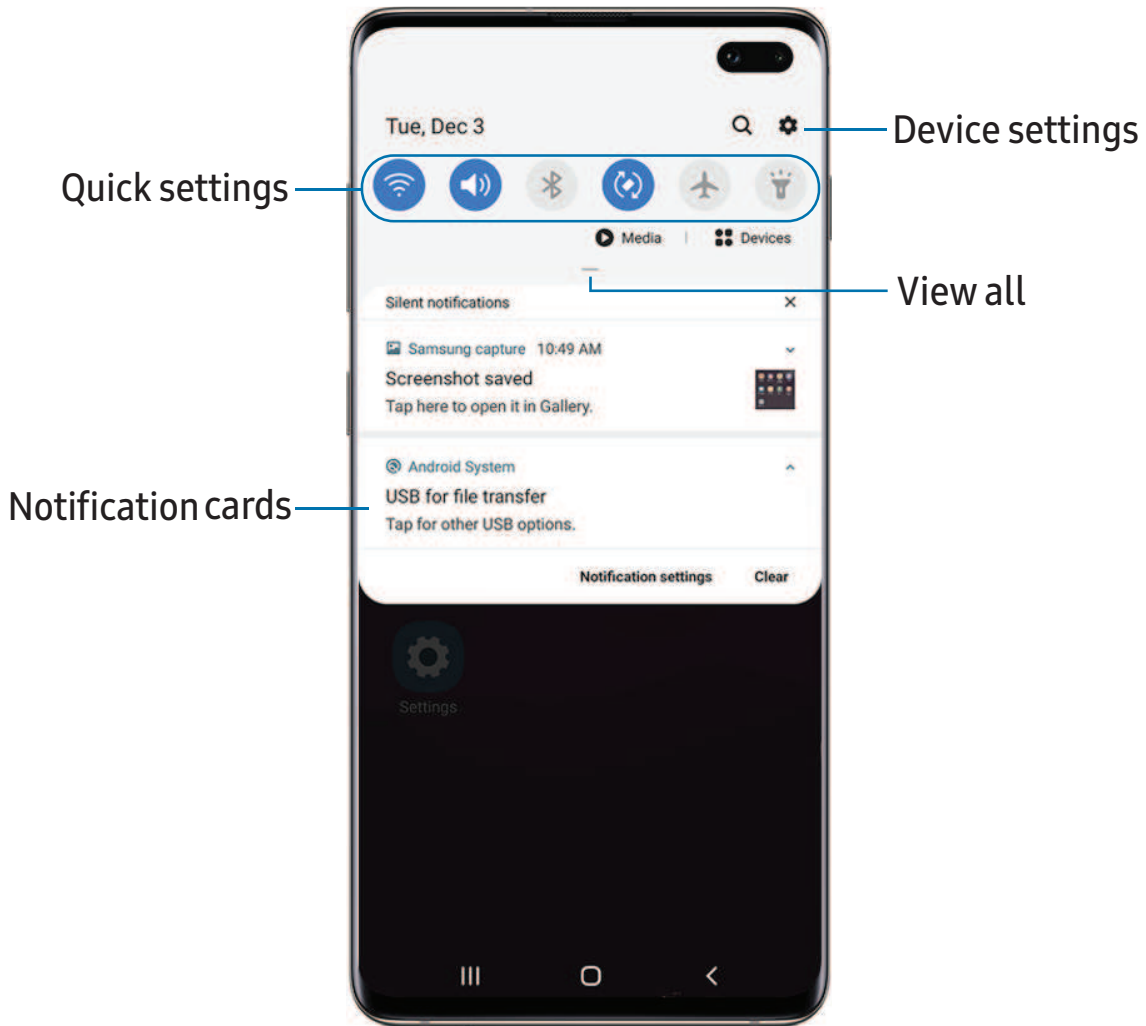 Tue, Dec 3
Device settings
Quick settings
Media | Devices
View all
Silent notifications
Samsung capture 10:49 AM
Screenshot saved
Tap here to open it in Gallery.
Android System
USB for file transfer
Tap for other USB options.
Notification cards
Notification settings Clear
Settings